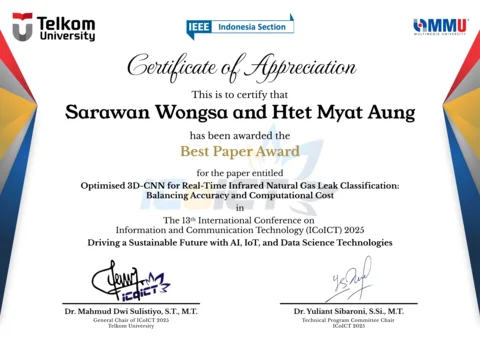 Telkom
University
IEEE Indonesia Section
MMU
MULTIMEDIA UNIVERSITY
Certificate of Appreciation
This is to certify that
Sarawan Wongsa and Htet Myat Aung
has been awarded the
Best Paper Award
for the paper entitled
Optimised 3D-CNN for Real-Time Infrared Natural Gas Leak Classification:
Balancing Accuracy and Computational Cost
in
The 13th International Conference on
Information and Communication Technology (ICoICT) 2025
Driving a Sustainable Future with AI, IoT, and Data Science Technologies
ICoICT
Dr. Mahmud Dwi Sulistiyo, S.T., M.T.
General Chair of ICoICT 2025
Telkom University
Dr. Yuliant Sibaroni, S.Si., M.T.
Technical Program Committee Chair
ICoICT 2025